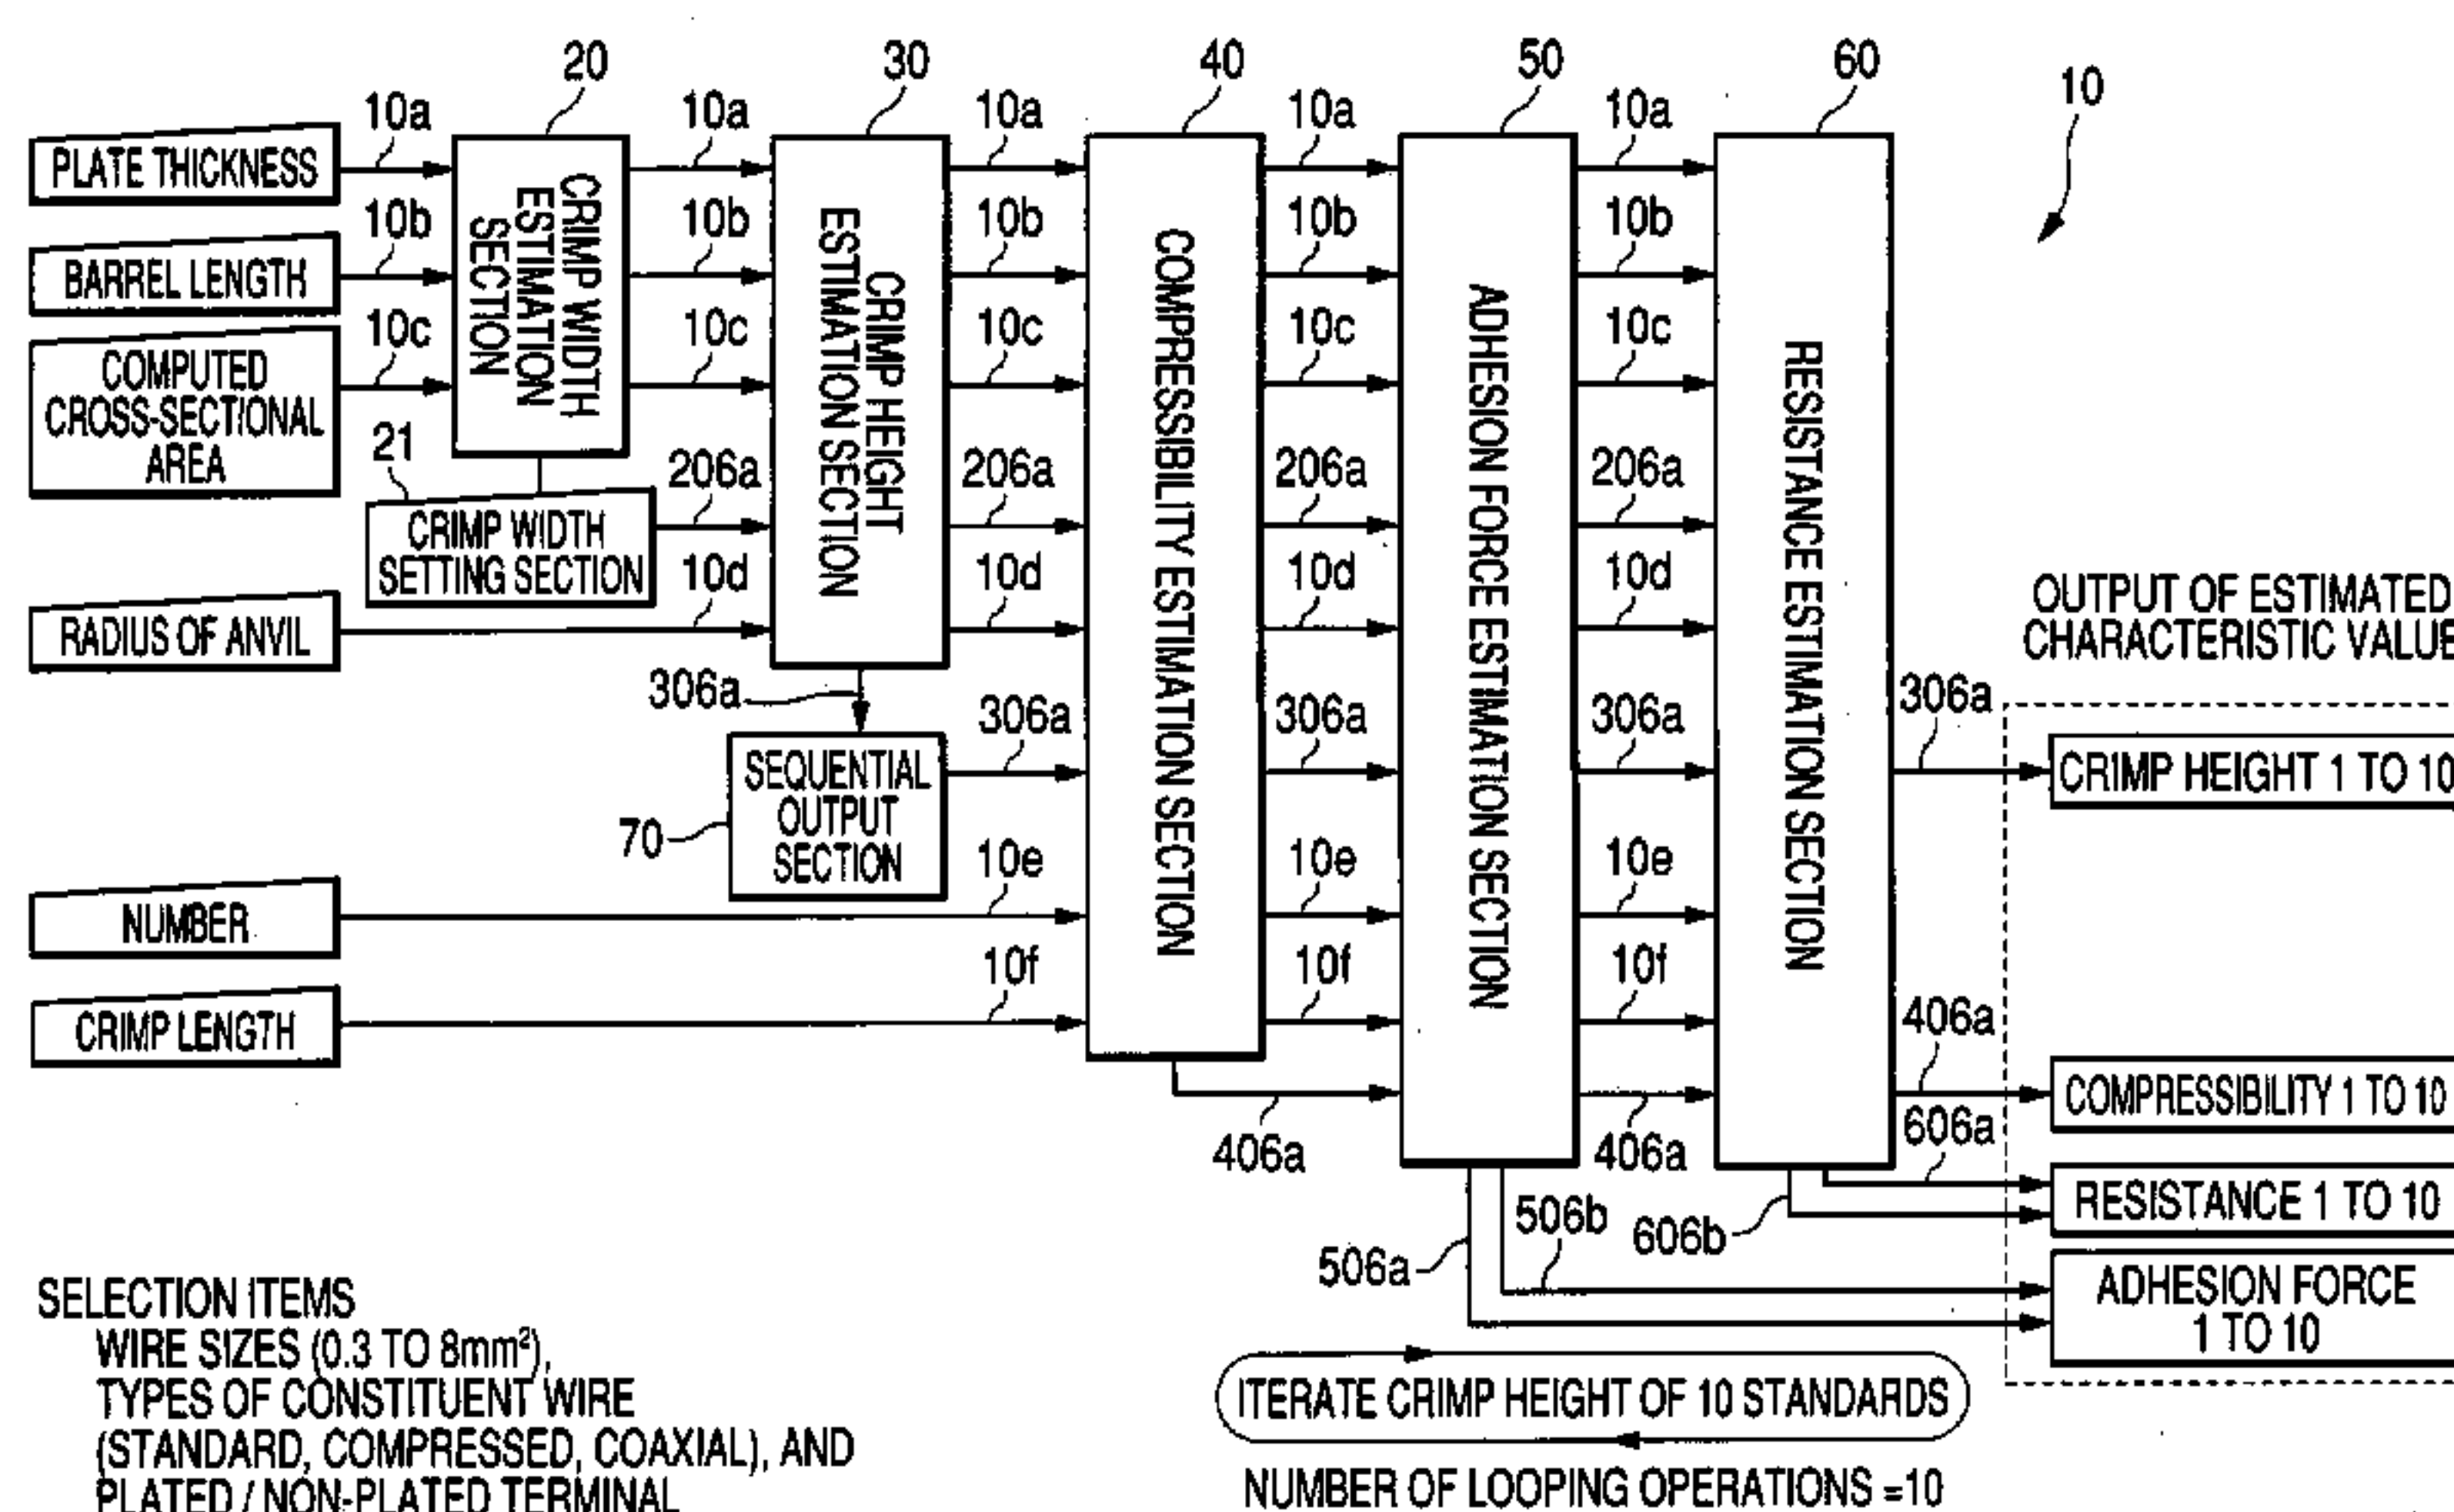 20
30
40
50
60
10
10a
10a
10a
10a
10a
PLATE THICKNESS
10b
10b
10b
10b
10b
BARREL LENGTH
10c
10c
10c
10c
10c
COMPUTED
CROSS-SECTIONAL
AREA
CRIMP WIDTH
ESTIMATION
SECTION
CRIMP HEIGHT
ESTIMATION SECTION
COMPRESSIBILITY ESTIMATION SECTION
ADHESION FORCE ESTIMATION SECTION
RESISTANCE ESTIMATION SECTION
21
206a
206a
206a
206a
CRIMP WIDTH
SETTING SECTION
10d
10d
10d
10d
RADIUS OF ANVIL
OUTPUT OF ESTIMATED
CHARACTERISTIC VALUE
306a
306a
306a
306a
306a
SEQUENTIAL
OUTPUT
SECTION
70
CRIMP HEIGHT 1 TO 10
10e
10e
10e
NUMBER
10f
10f
10f
CRIMP LENGTH
406a
406a
406a
COMPRESSIBILITY 1 TO 10
606a
606b
RESISTANCE 1 TO 10
506a
506b
ADHESION FORCE
1 TO 10
SELECTION ITEMS
WIRE SIZES (0.3 TO 8mm²),
TYPES OF CONSTITUENT WIRE
(STANDARD, COMPRESSED, COAXIAL), AND
PLATED / NON-PLATED TERMINAL
ITERATE CRIMP HEIGHT OF 10 STANDARDS
NUMBER OF LOOPING OPERATIONS =10